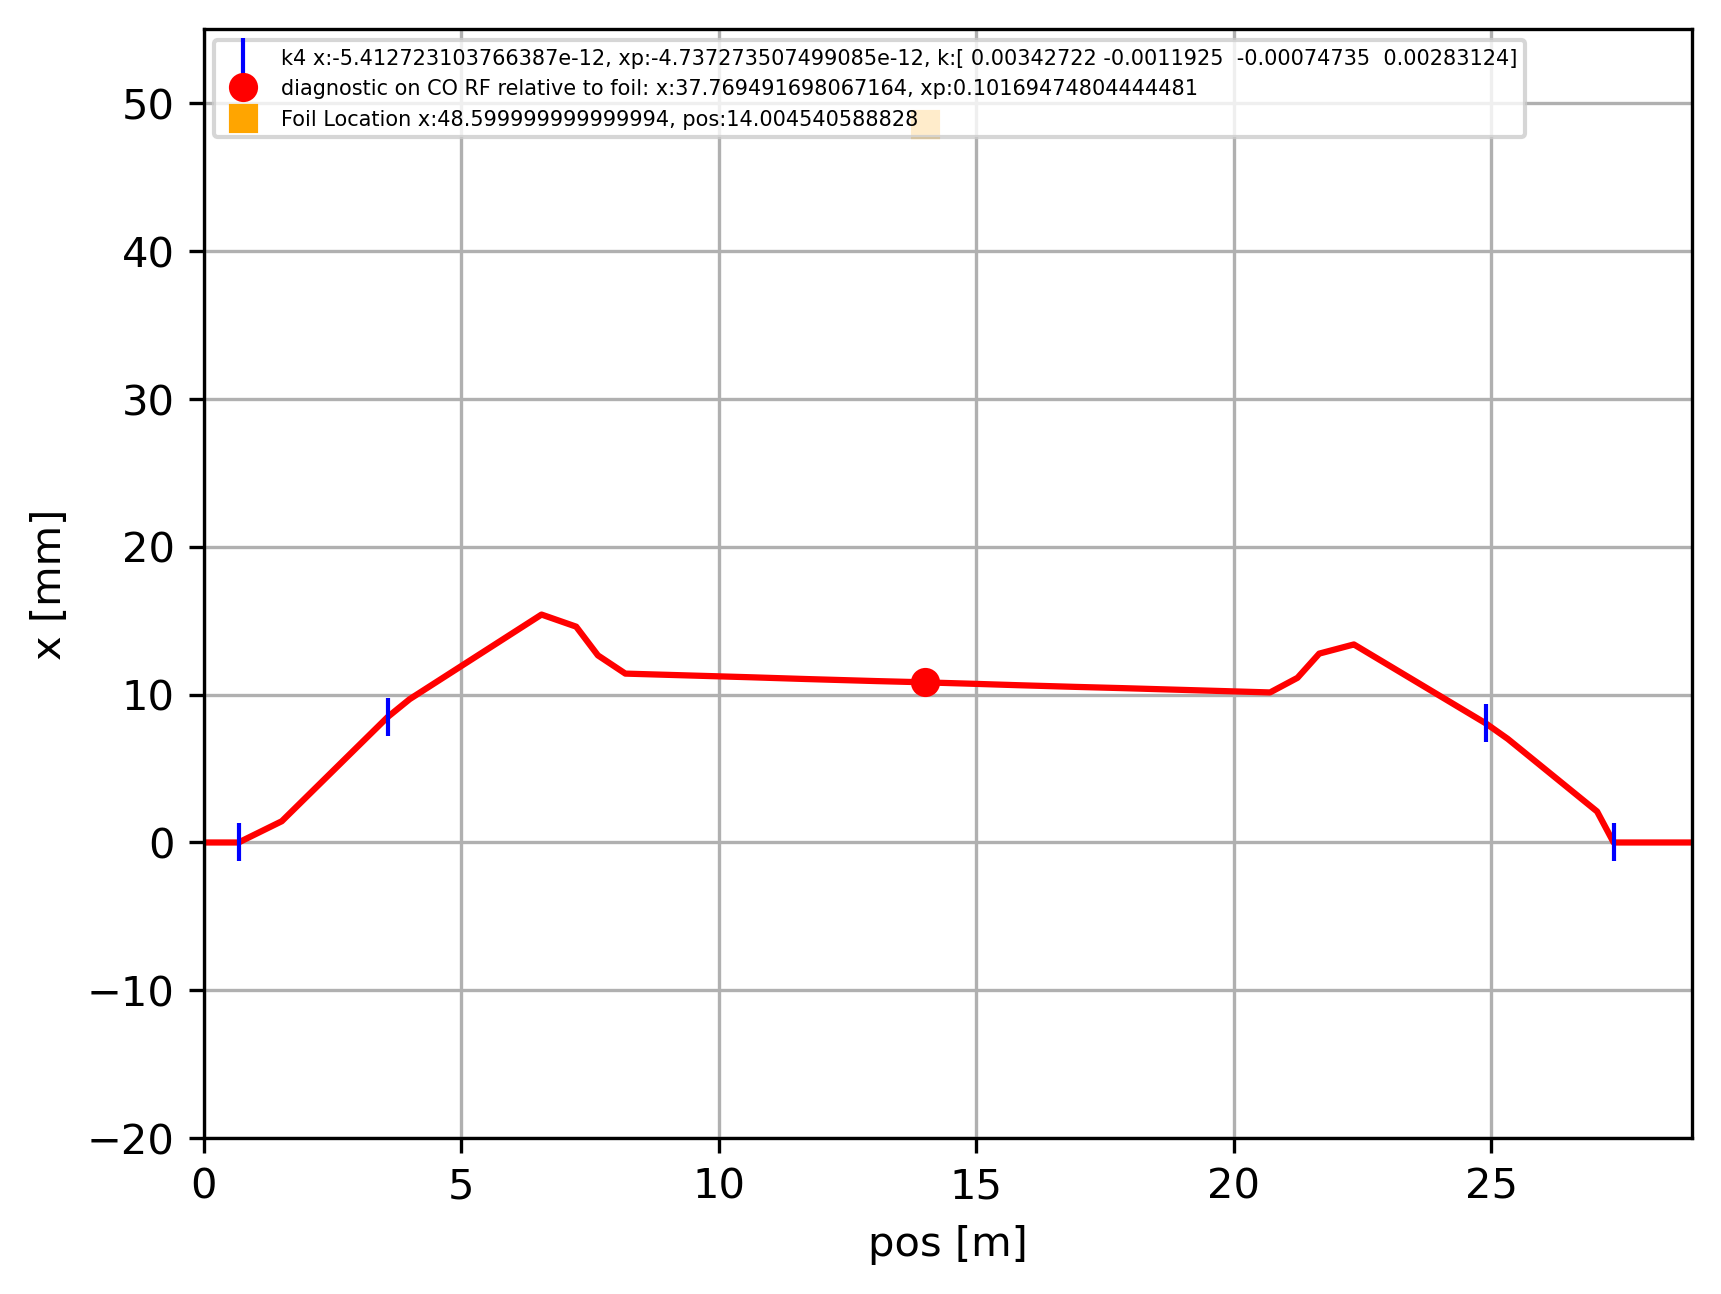 k4 x:-5.412723103766387e-12, xp:-4.737273507499085e-12, k:[ 0.00342722 -0.0011925  -0.00074735  0.00283124]
diagnostic on CO RF relative to foil: x:37.769491698067164, xp:0.10169474804444481
Foil Location x:48.599999999999994, pos:14.004540588828
50
40
30
20
10
0
−10
−20
x [mm]
0 5 10 15 20 25
pos [m]